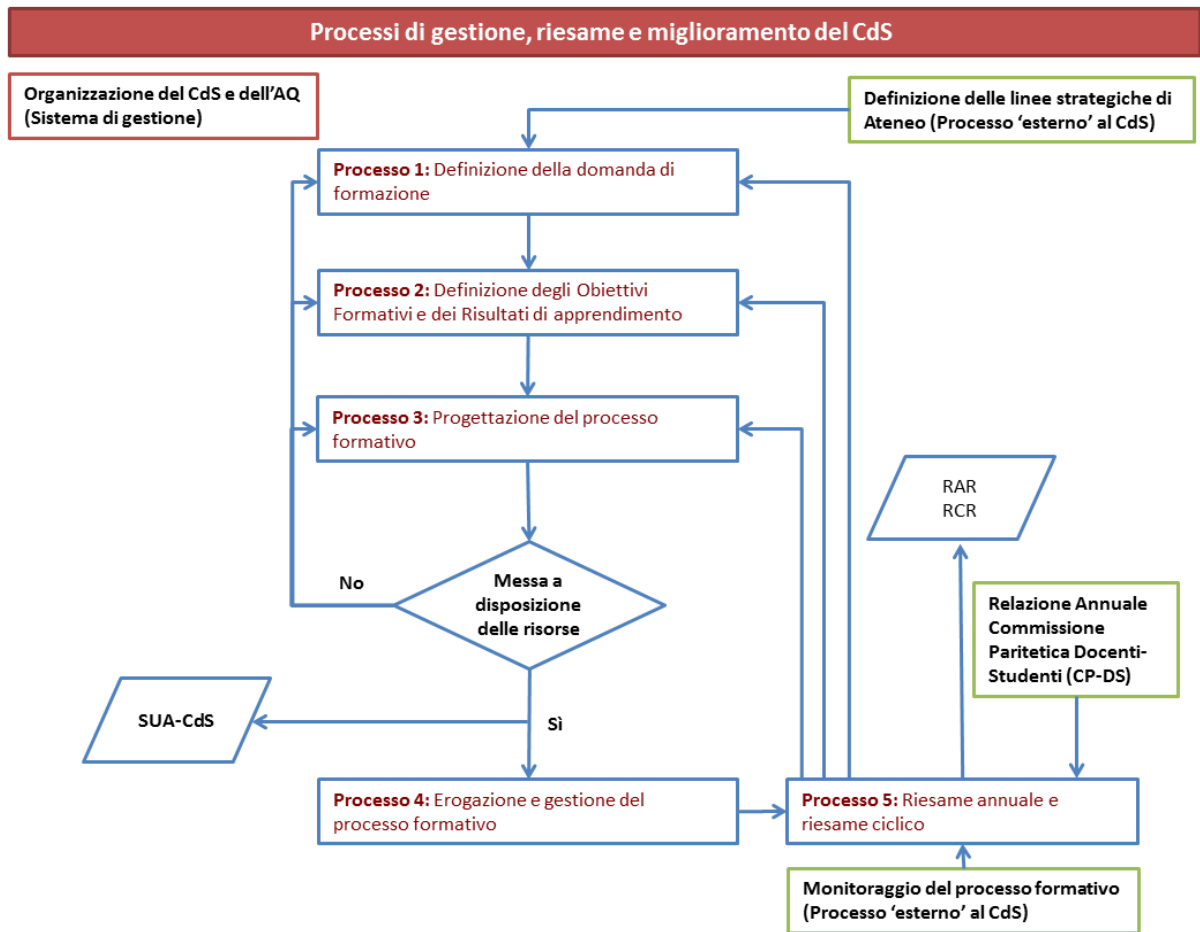 Processi di gestione, riesame e miglioramento del CdS
Organizzazione del CdS e dell'AQ
(Sistema di gestione)
Definizione delle linee strategiche di
Ateneo (Processo 'esterno' al CdS)
Processo 1: Definizione della domanda di
formazione
Processo 2: Definizione degli Obiettivi
Formativi e dei Risultati di apprendimento
Processo 3: Progettazione del processo
formativo
RAR
RCR
No
Messa a
disposizione
delle risorse
Relazione Annuale
Commissione
Paritetica Docenti-
Studenti (CP-DS)
SUA-CdS
Sì
Processo 4: Erogazione e gestione del
processo formativo
Processo 5: Riesame annuale e
riesame ciclico
Monitoraggio del processo formativo
(Processo 'esterno' al CdS)